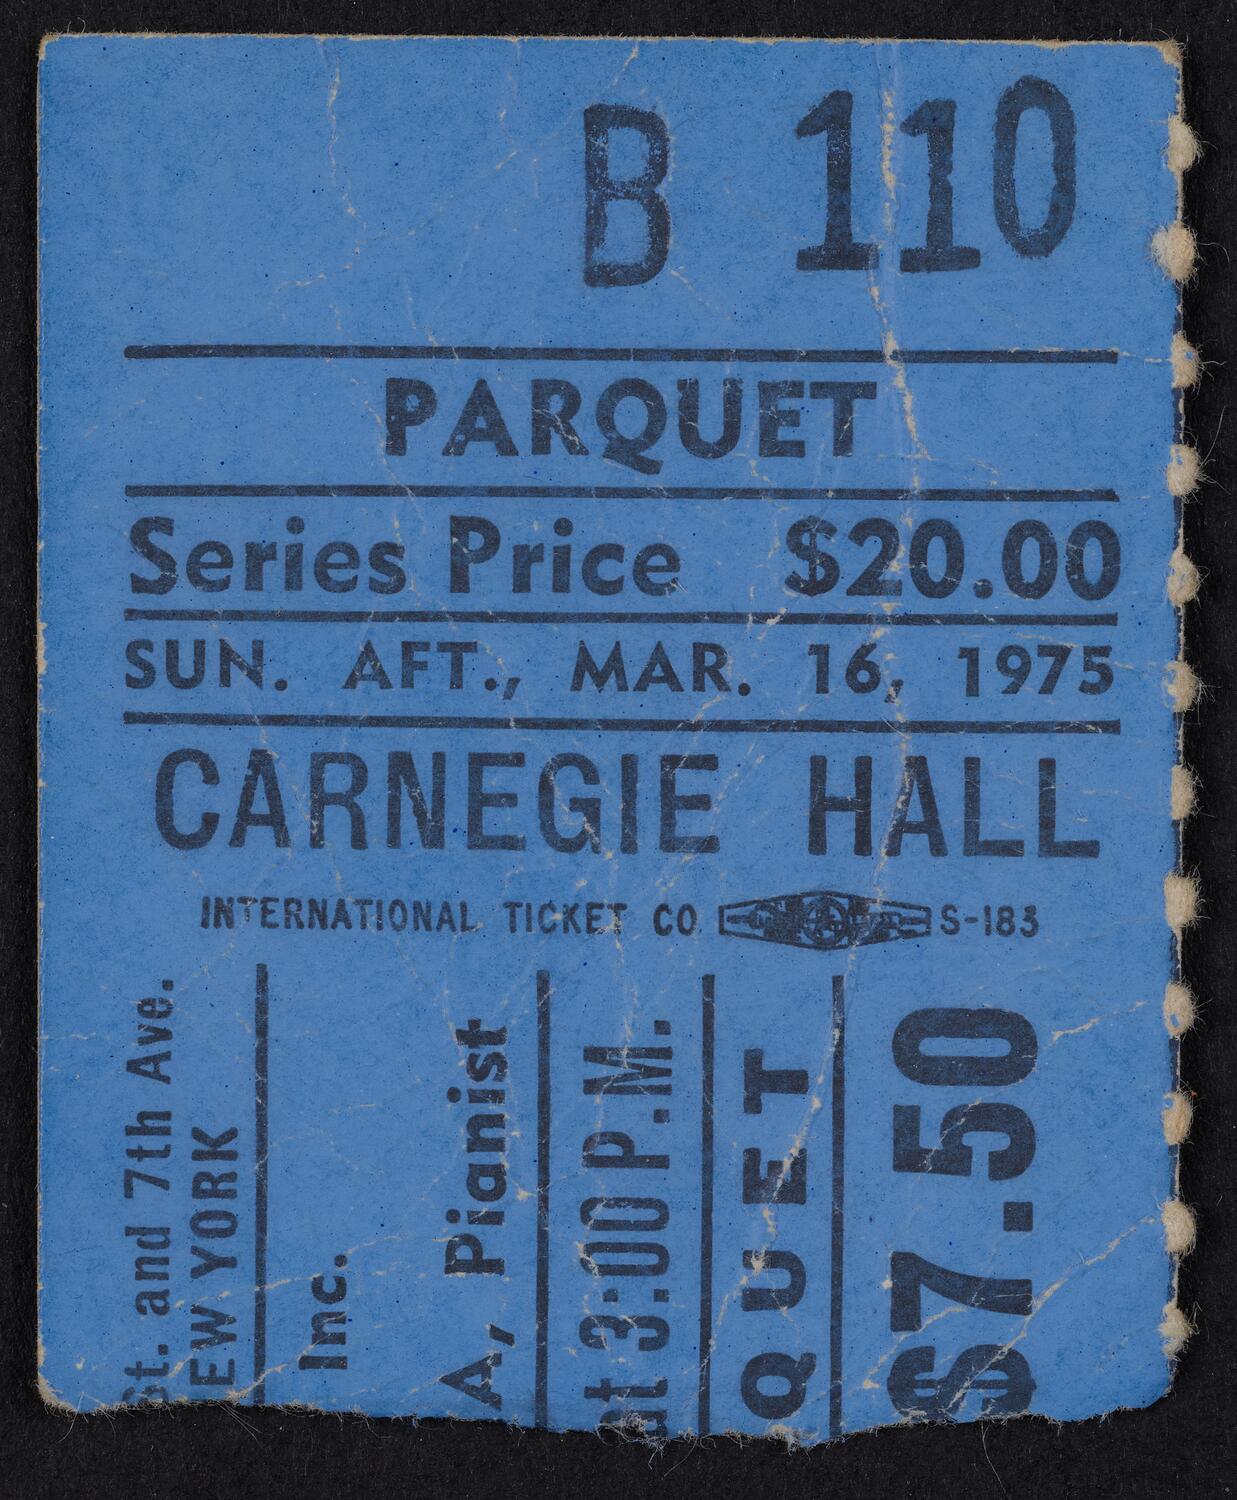 B 110
PARQUET
Series Price $20.00
SUN. AFT., MAR. 16, 1975
CARNEGIE HALL
INTERNATIONAL TICKET CO S-183
St. and 7th Ave.
EW YORK
Inc.
A, Pianist
at 3:00 P.M.
QUET
$7.50